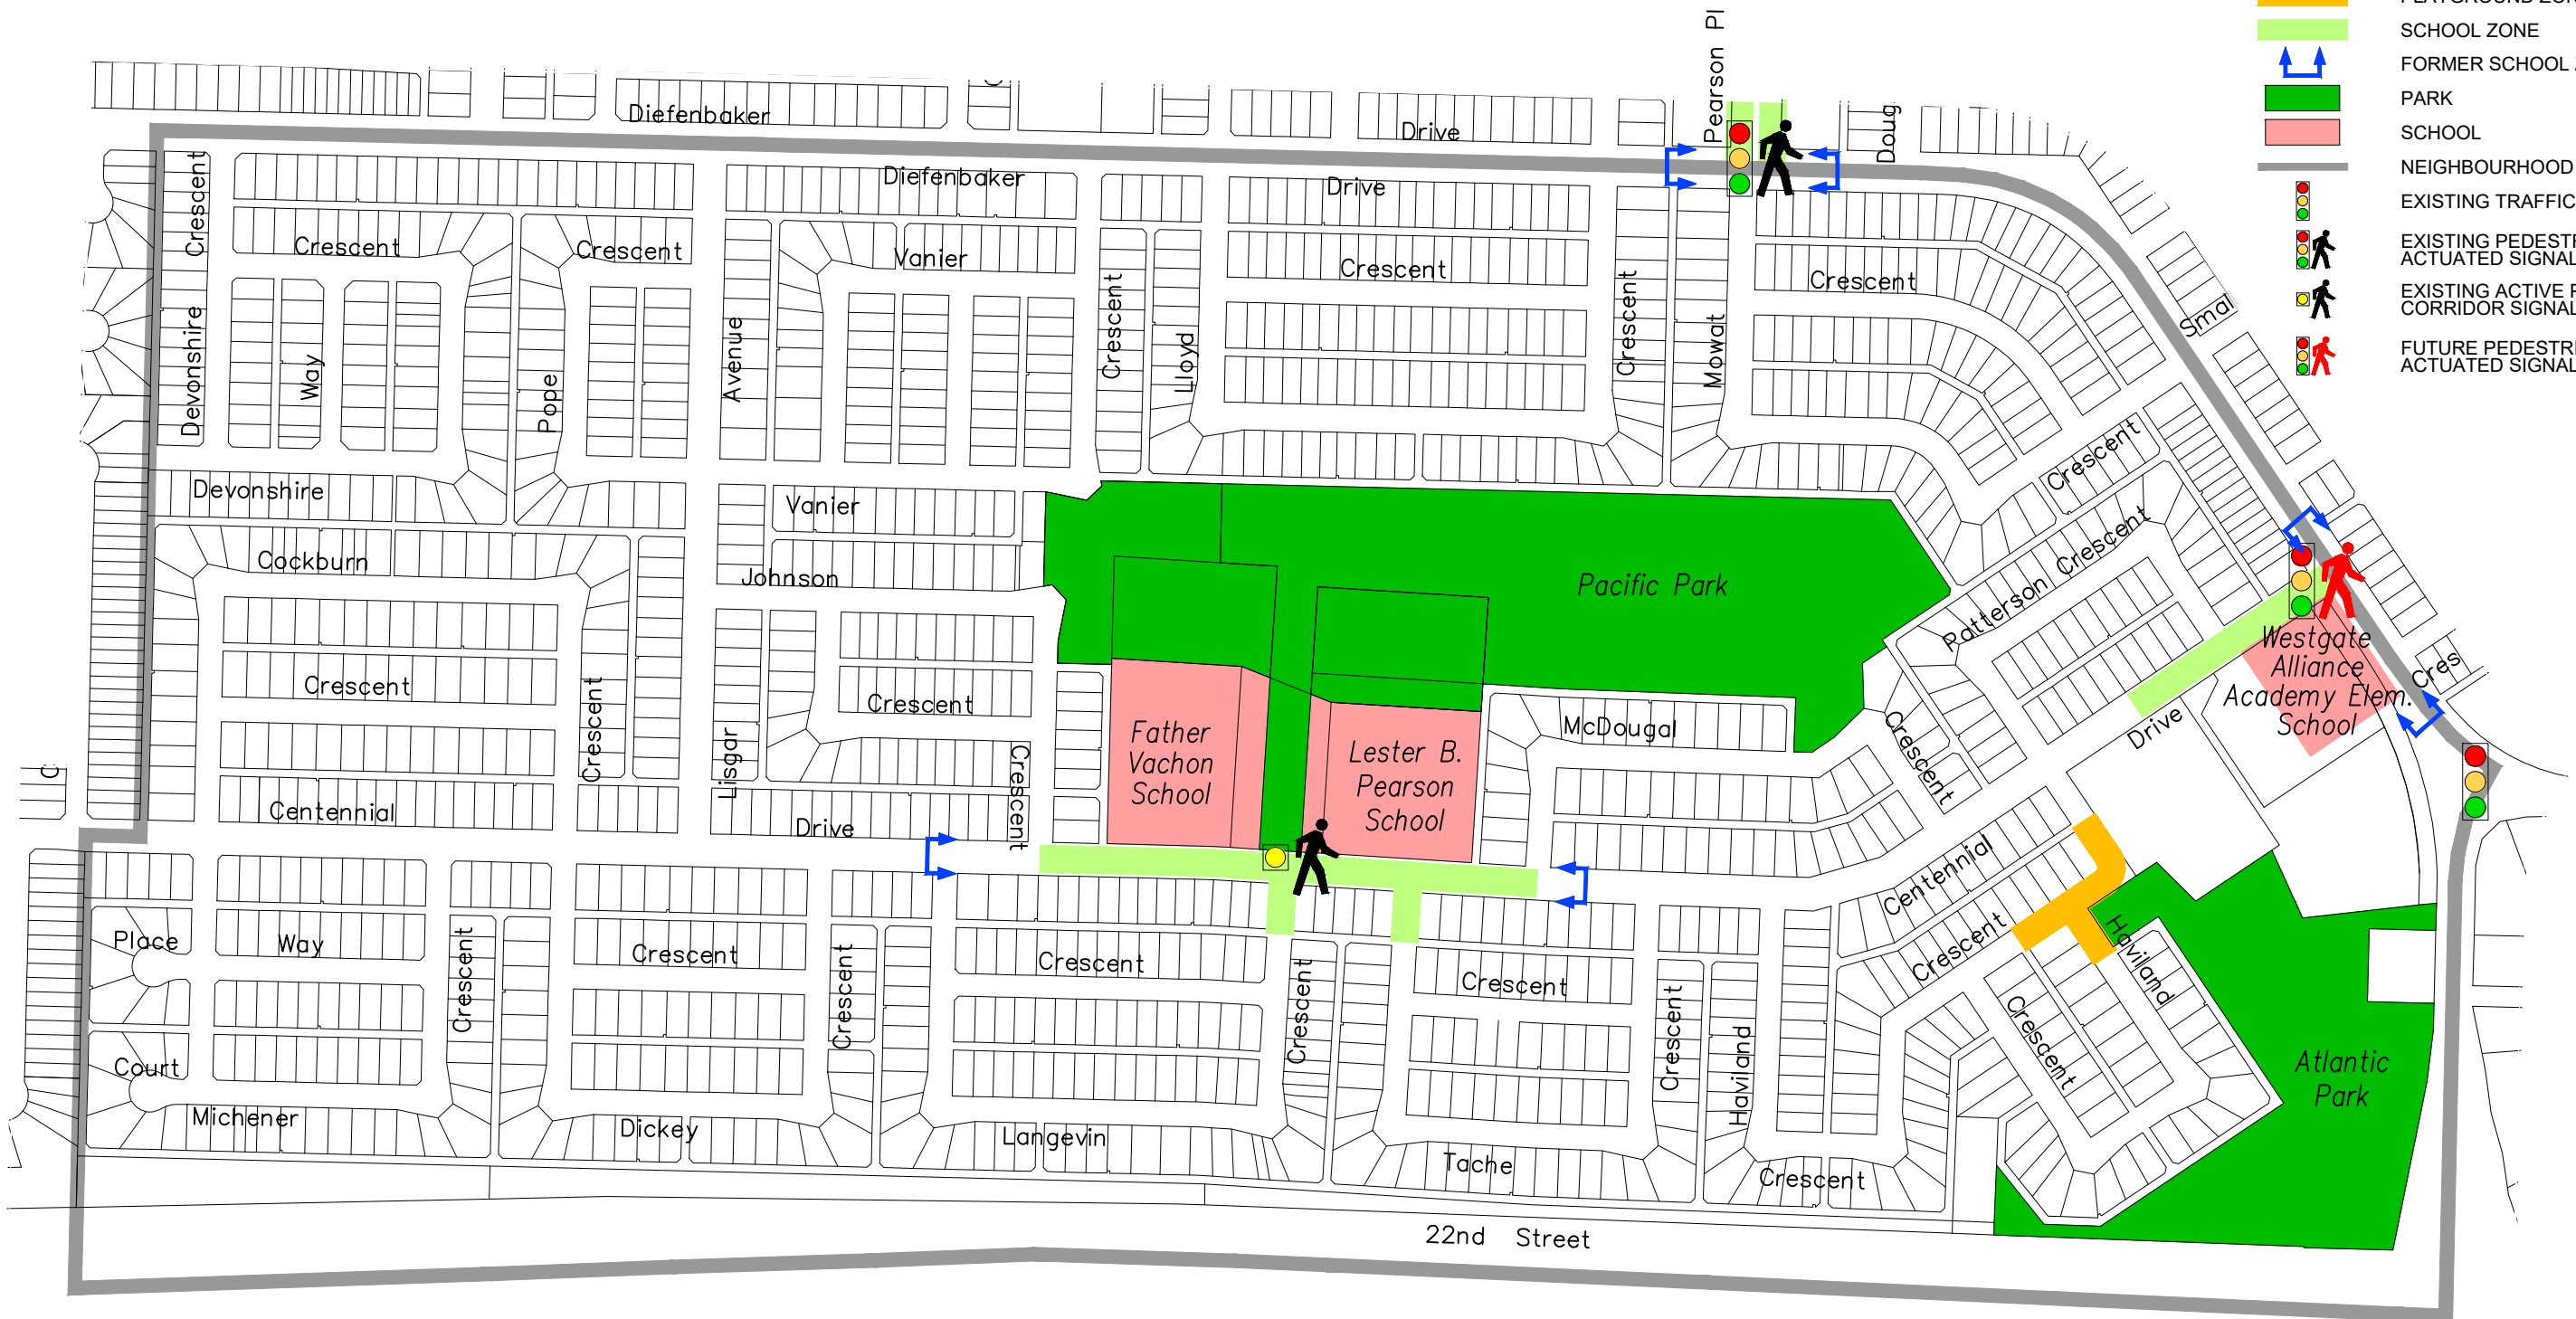 Pearson Pl
SCHOOL ZONE
FORMER SCHOOL
PARK
SCHOOL
NEIGHBOURHOOD
EXISTING TRAFFIC
EXISTING PEDESTR
ACTUATED SIGNAL
EXISTING ACTIVE
CORRIDOR SIGNAL
FUTURE PEDESTRI
ACTUATED SIGNAL
Diefenbaker
Drive
Doug
Diefenbaker
Drive
Crescent
Crescent
Crescent
Vanier
Crescent
Crescent
Smal
Devonshire
Way
Pope
Avenue
Crescent
Lloyd
Crescent
Mowat
Crescent
Devonshire
Vanier
Cockburn
Johnson
Pacific Park
Patterson Crescent
Westgate
Alliance
Academy Elem.
School
Cres
Crescent
Crescent
Crescent
Lisgar
Crescent
Father
Vachon
School
Lester B.
Pearson
School
McDougal
Crescent
Drive
Centennial
Drive
Centennial
Place
Way
Crescent
Crescent
Crescent
Crescent
Crescent
Crescent
Crescent
Haviland
Crescent
Haviland
Crescent
Court
Michener
Dickey
Langevin
Tache
Crescent
Atlantic
Park
22nd Street